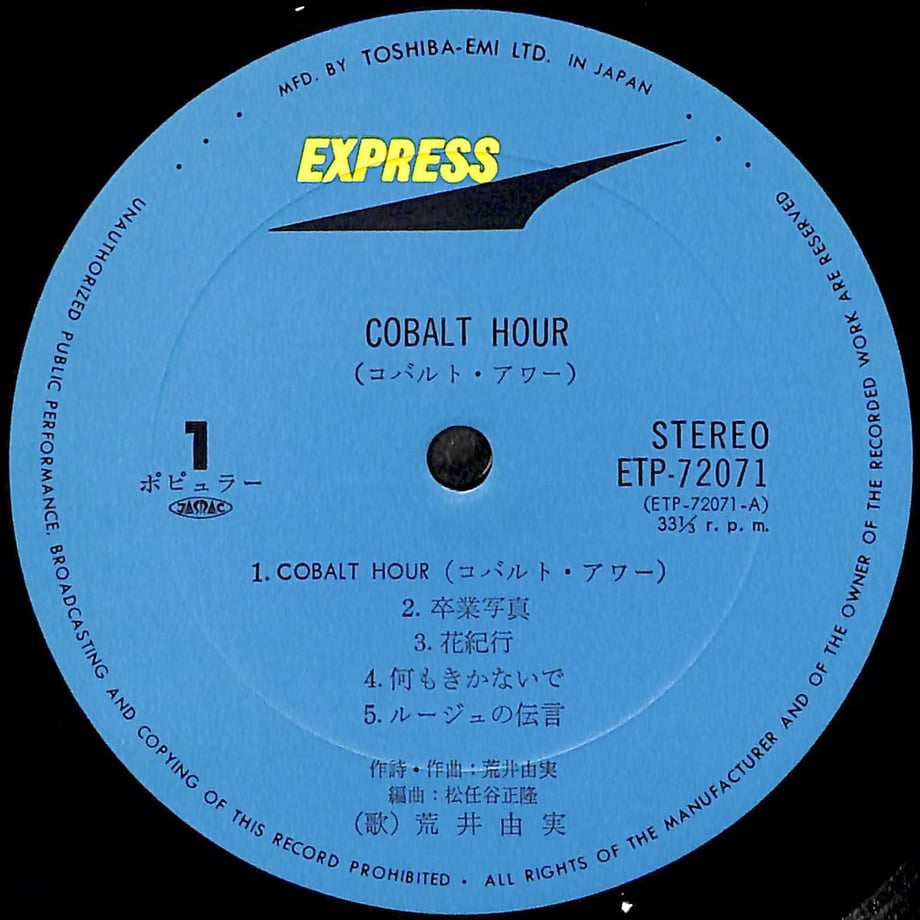 MFD. BY TOSHIBA-EMI LTD. IN JAPAN
EXPRESS
COBALT HOUR
(コバルト・アワー)
1
ポピュラー
JASRAC
STEREO
ETP-72071
(ETP-72071-A)
33⅓ r. p. m.
1. COBALT HOUR (コバルト・アワー)
2. 卒業写真
3. 花紀行
4. 何もきかないで
5. ルージュの伝言
作詩・作曲:荒井由実
編曲:松任谷正隆
(歌) 荒井由実
UNAUTHORIZED PUBLIC PERFORMANCE, BROADCASTING AND COPYING OF THIS RECORD PROHIBITED • ALL RIGHTS OF THE MANUFACTURER AND OF THE OWNER OF THE RECORDED WORK ARE RESERVED